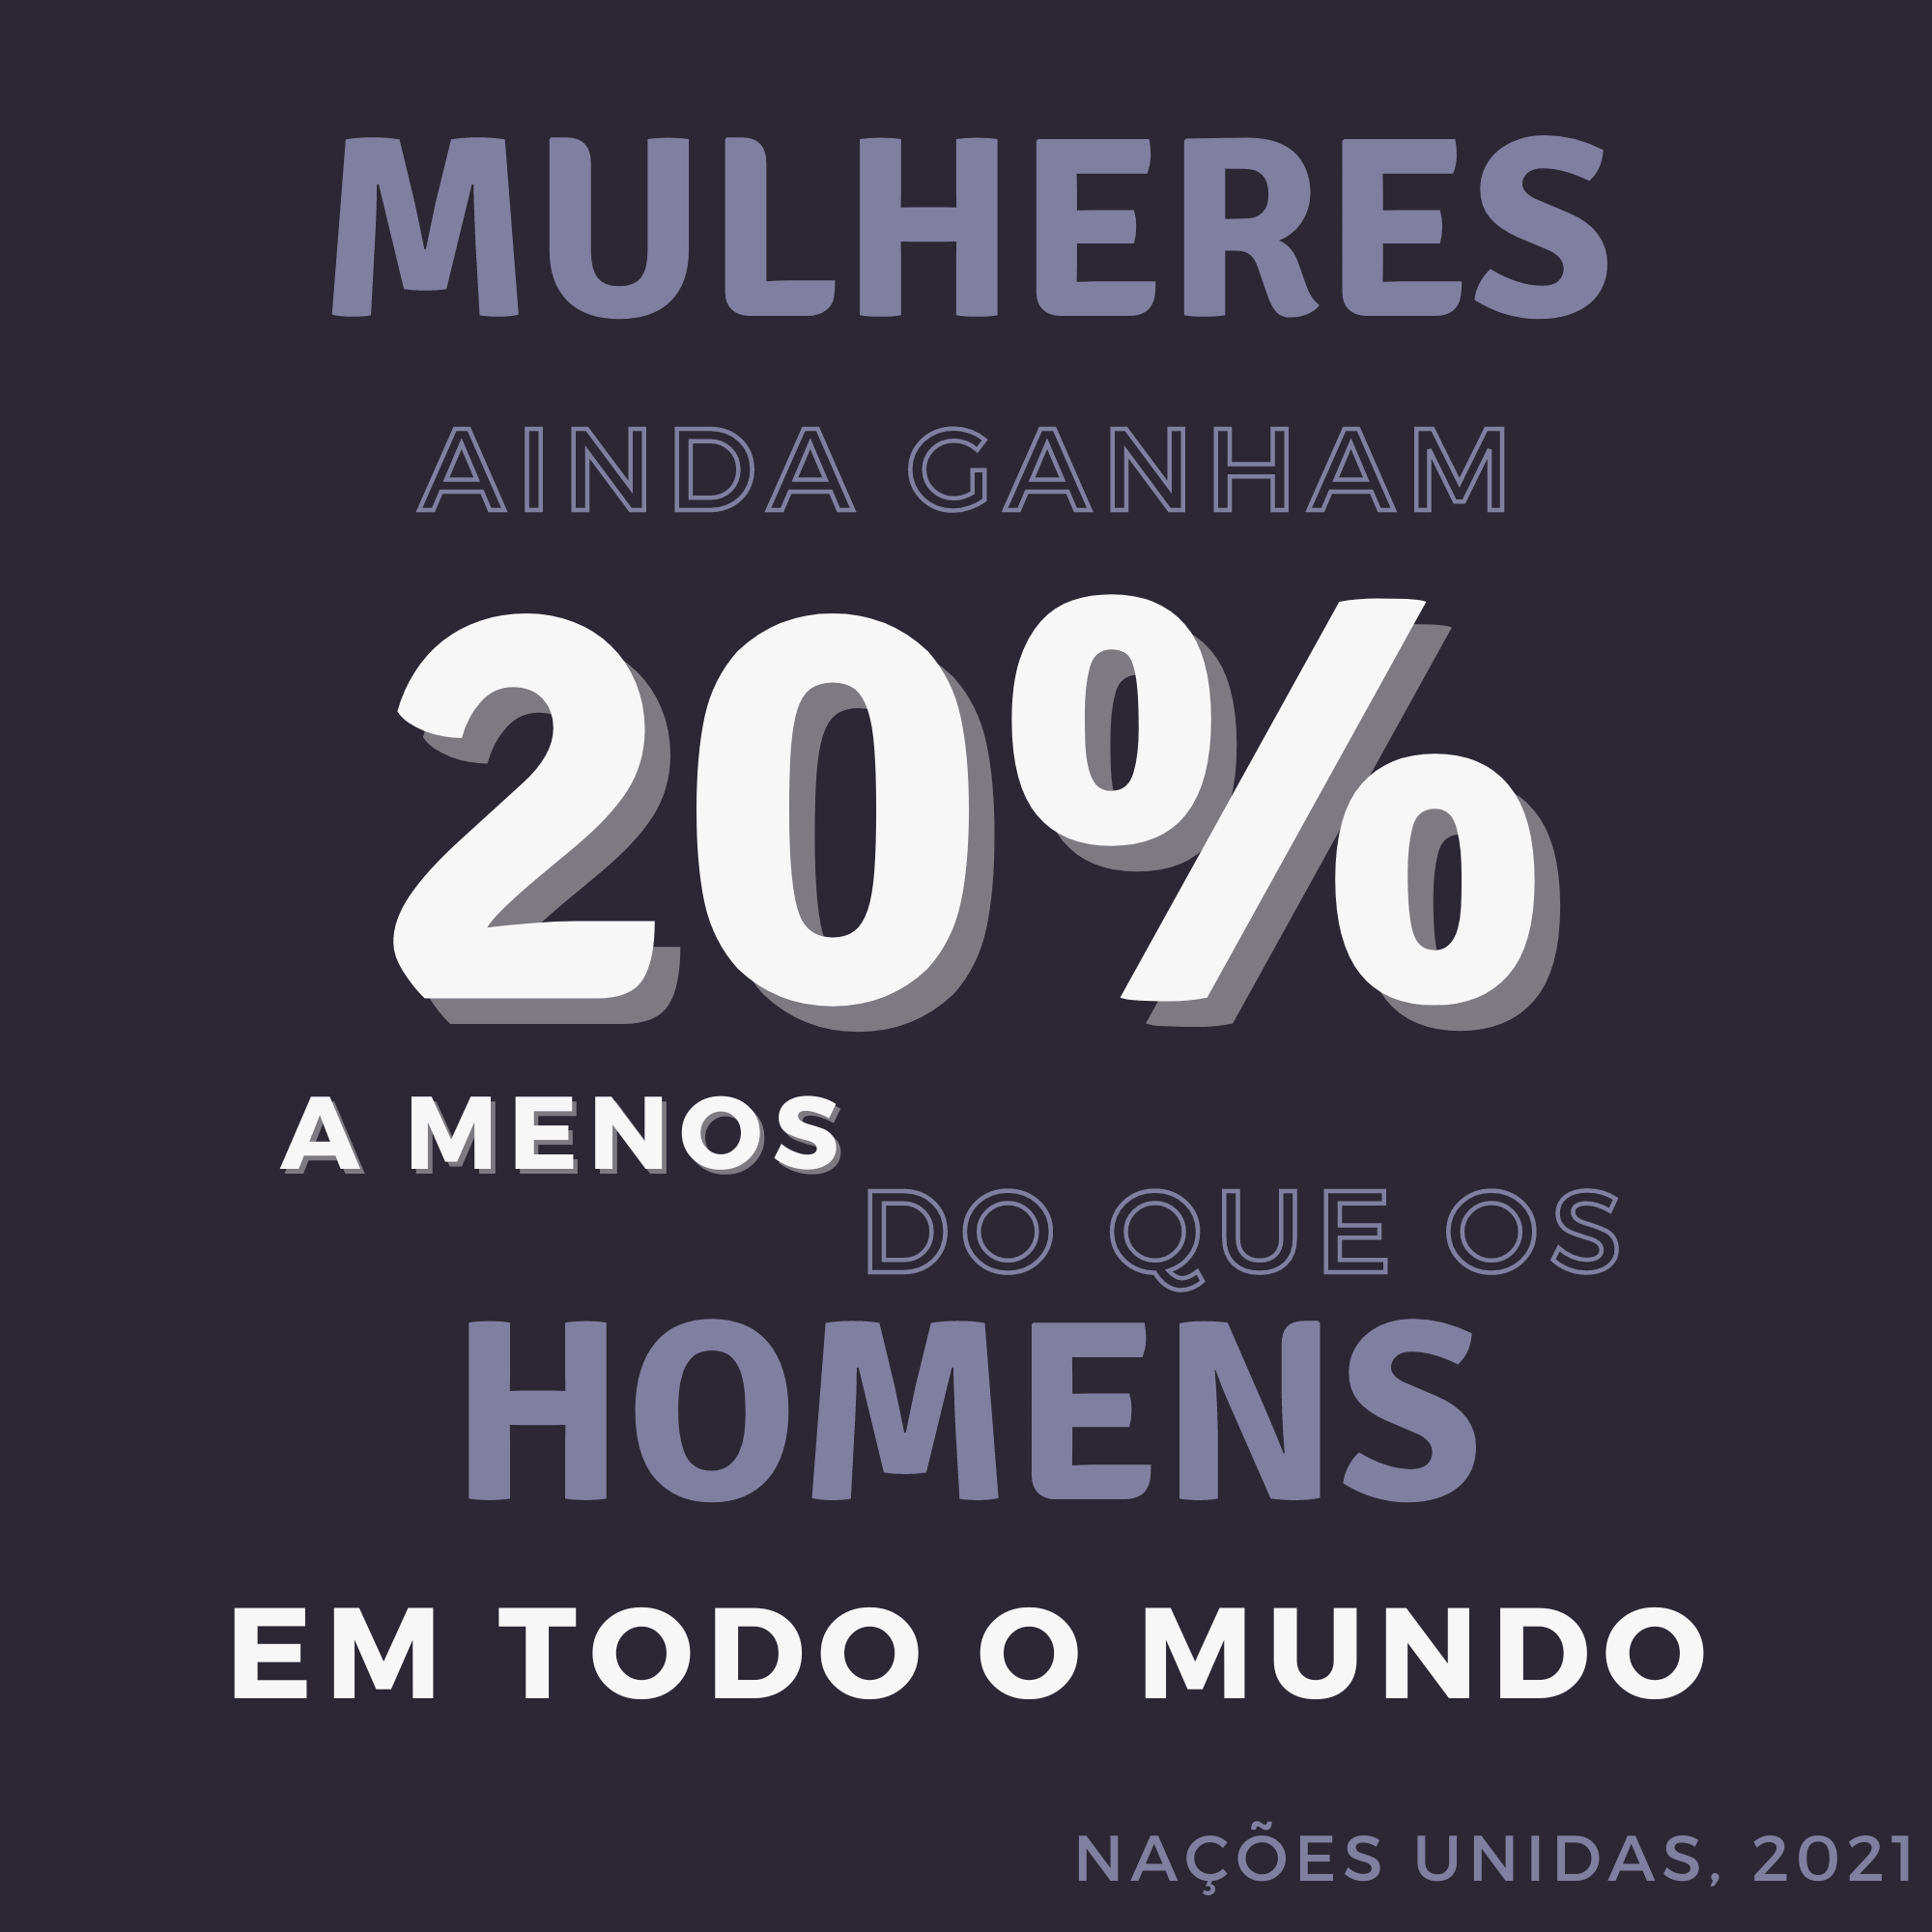 MULHERES
AINDA GANHAM
20%
A MENOS
DO QUE OS
HOMENS
EM TODO O MUNDO
NAÇÕES UNIDAS, 2021